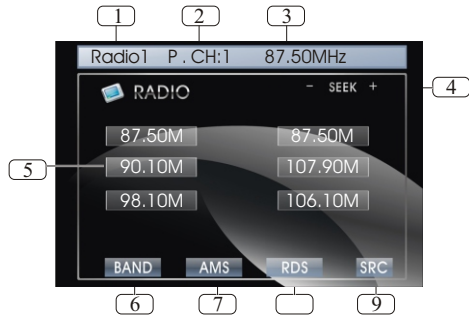 1 2 3
Radio1 P . CH:1 87.50MHz
RADIO - SEEK + 4
87.50M 87.50M
5 90.10M 107.90M
98.10M 106.10M
BAND AMS RDS SRC
6 7 9